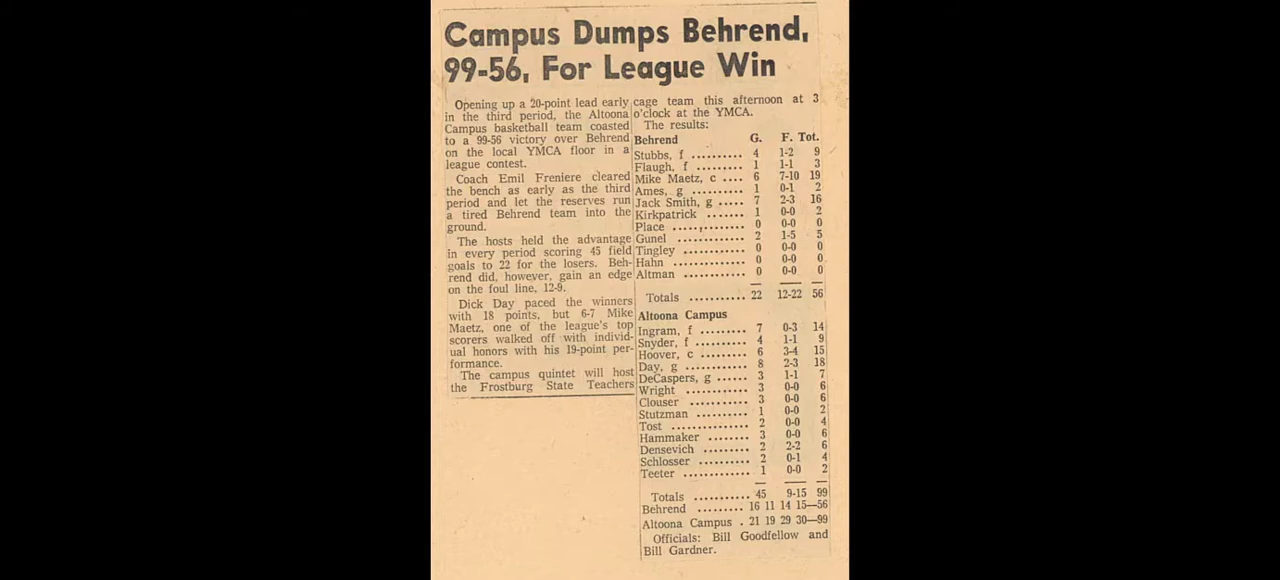 Campus Dumps Behrend,
99-56, For League Win
Opening up a 20-point lead early
in the third period, the Altoona
Campus basketball team coasted
to a 99-56 victory over Behrend
on the local YMCA floor in a
league contest.
Coach Emil Freniere cleared
the bench as early as the third
period and let the reserves run
a tired Behrend team into the
ground.
The hosts held the advantage
in every period scoring 45 field
goals to 22 for the losers. Beh-
rend did, however, gain an edge
on the foul line, 12-9.
Dick Day paced the winners
with 18 points, but 6-7 Mike
Maetz, one of the league's top
scorers walked off with individ-
ual honors with his 19-point per-
formance.
The campus quintet will host
the Frostburg State Teachers
cage team this afternoon at 3
o'clock at the YMCA.
The results:
Behrend G. F. Tot.
Stubbs, f .......... 4 1-2 9
Flaugh, f .......... 1 1-1 3
Mike Maetz, c .... 6 7-10 19
Ames, g .......... 1 0-1 2
Jack Smith, g ..... 7 2-3 16
Kirkpatrick ....... 1 0-0 2
Place ............. 0 0-0 0
Gunel ............ 2 1-5 5
Tingley ........... 0 0-0 0
Hahn ............. 0 0-0 0
Altman ........... 0 0-0 0
Totals ........... 22 12-22 56
Altoona Campus
Ingram, f ......... 7 0-3 14
Snyder, f ......... 4 1-1 9
Hoover, c ......... 6 3-4 15
Day, g ............ 8 2-3 18
DeCaspers, g ...... 3 1-1 7
Wright ............ 3 0-0 6
Clouser ........... 3 0-0 6
Stutzman .......... 1 0-0 2
Tost ............... 2 0-0 4
Hammaker ........ 3 0-0 6
Densevich ......... 2 2-2 6
Schlosser .......... 2 0-1 4
Teeter ............. 1 0-0 2
Totals ........... 45 9-15 99
Behrend ......... 16 11 14 15—56
Altoona Campus . 21 19 29 30—99
Officials: Bill Goodfellow and
Bill Gardner.